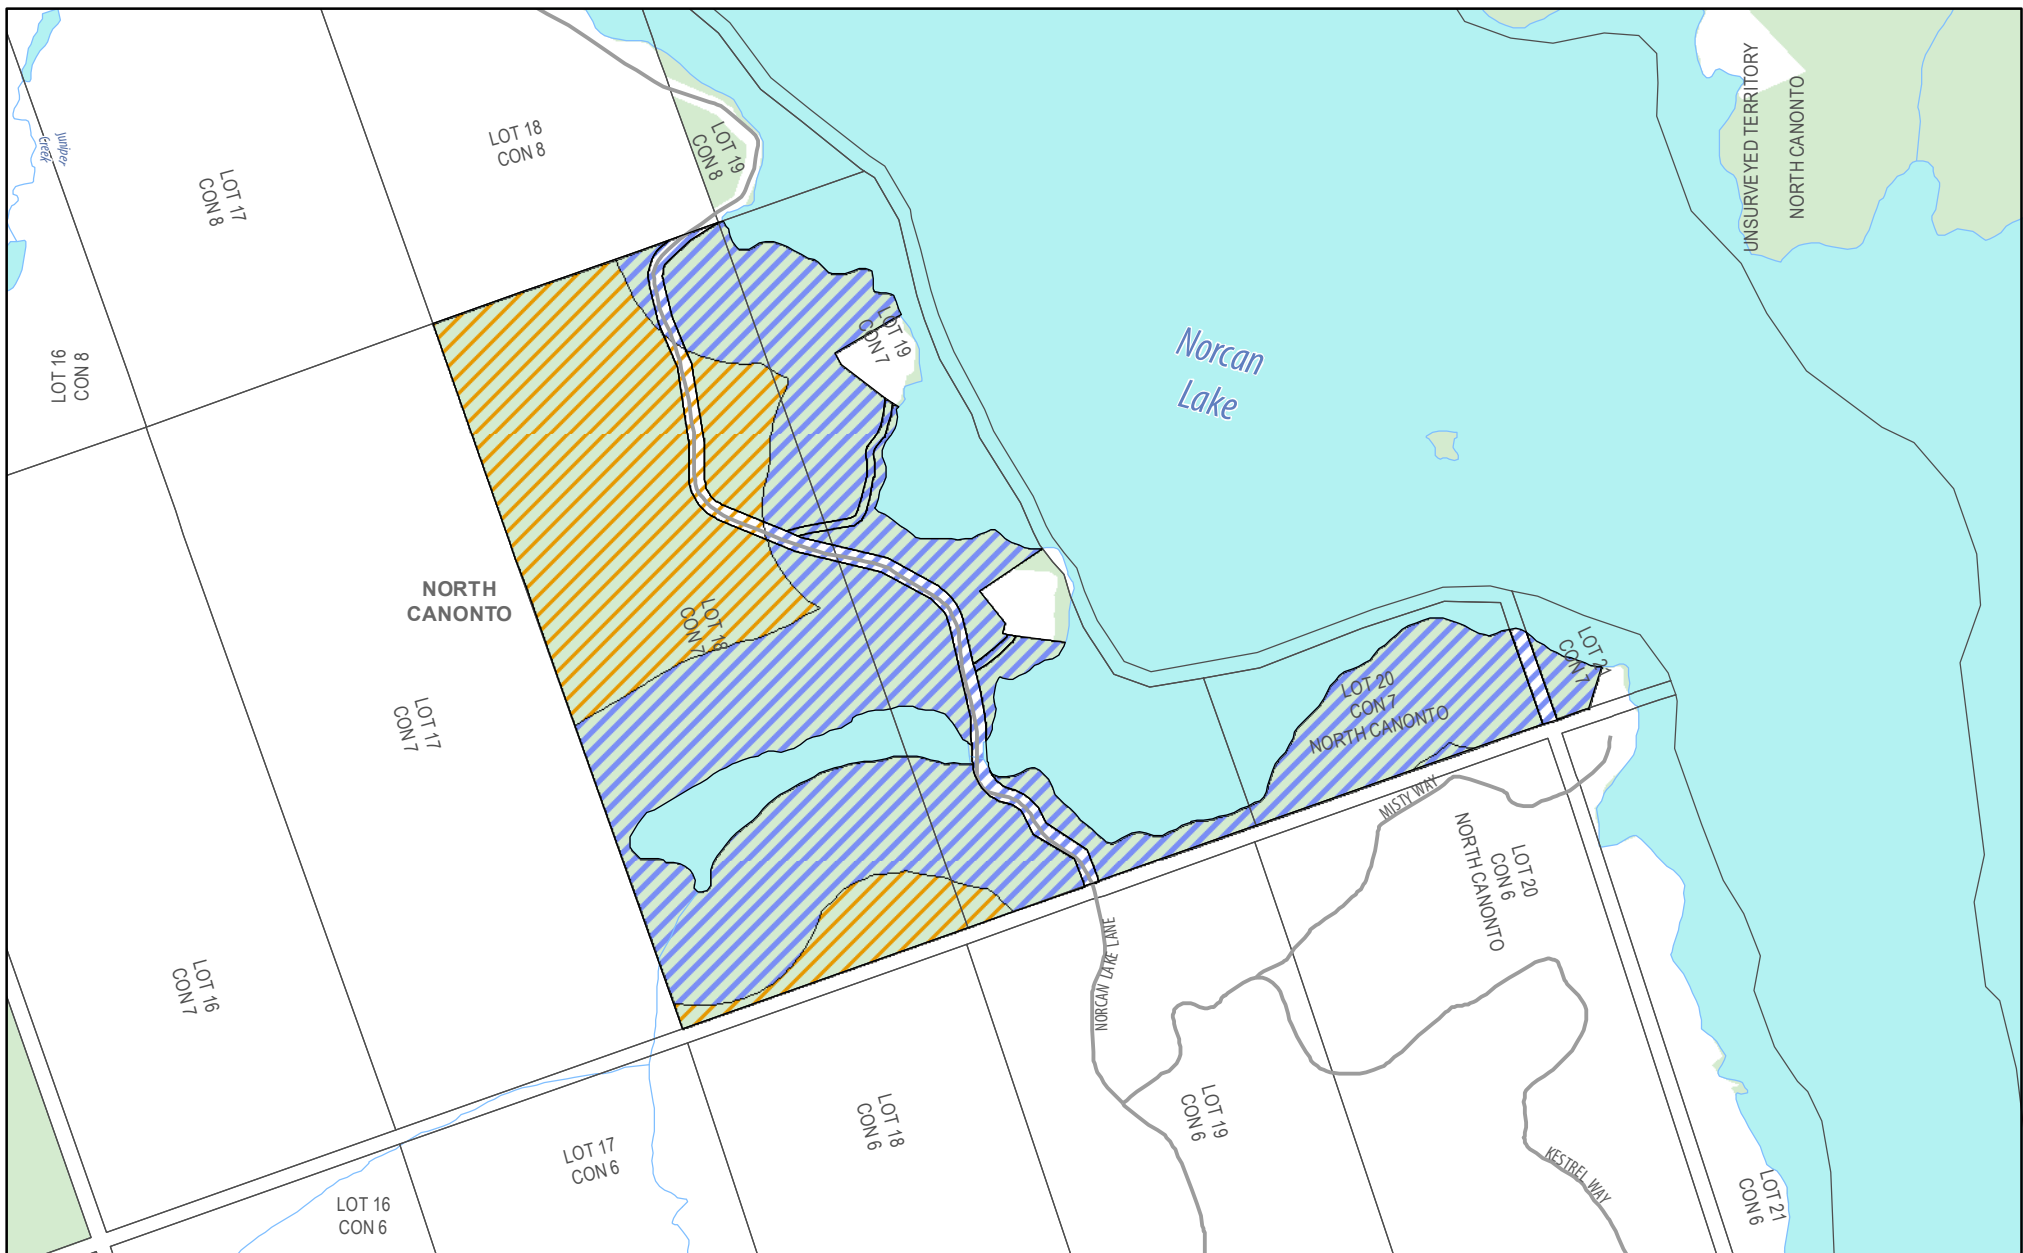 UNSURVEYED TERRITORY
NORTH CANONTO
LOT 18
CON 8
LOT 19
CON 8
Juniper
Creek
LOT 17
CON 8
LOT 16
CON 8
LOT 19
CON 7
Norcan
Lake
NORTH
CANONTO
LOT 18
CON 7
LOT 21
CON 7
LOT 20
CON 7
NORTH CANONTO
LOT 17
CON 7
MISTY WAY
LOT 20
CON 6
NORTH CANONTO
LOT 16
CON 7
NORCAN LAKE LANE
LOT 18
CON 6
LOT 19
CON 6
LOT 17
CON 6
KESTREL WAY
LOT 16
CON 6
LOT 21
CON 6